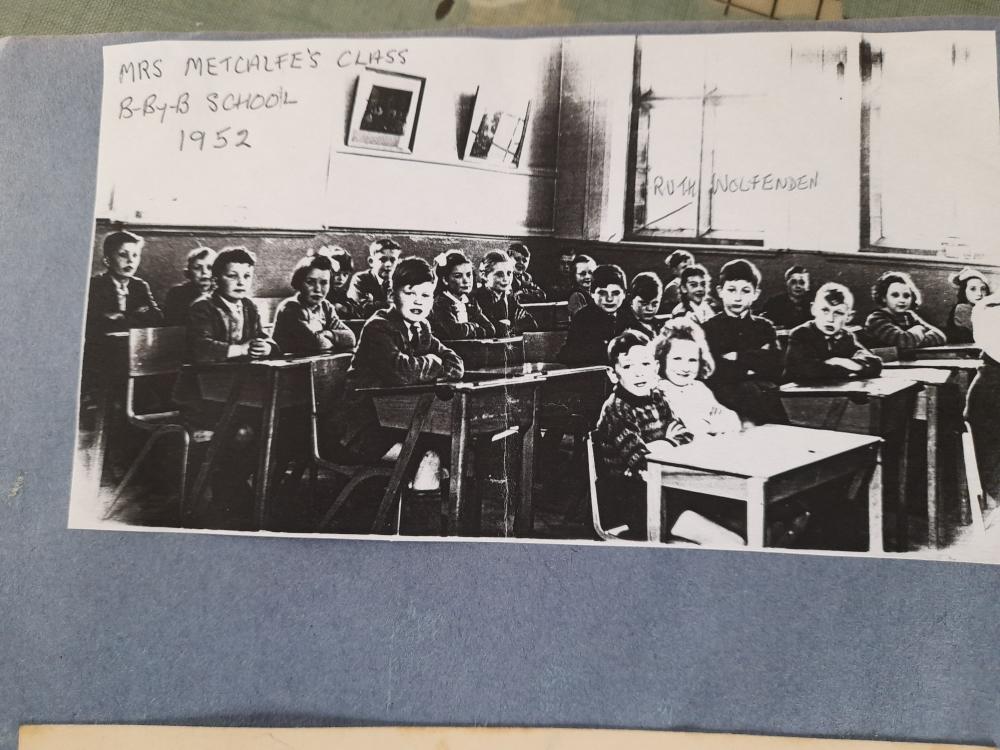 MRS METCALFE'S CLASS
B-By-B SCHOOL
1952
RUTH WOLFENDEN